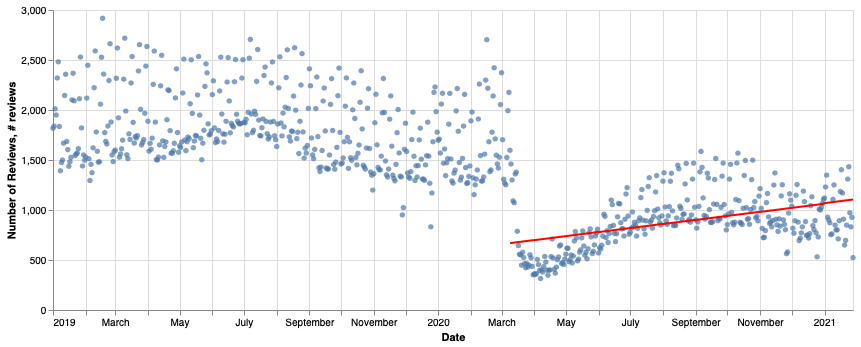 3,000
2,500
2,000
1,500
1,000
500
0
Number of Reviews, # reviews
2019 March May July September November 2020 March May July September November 2021
Date